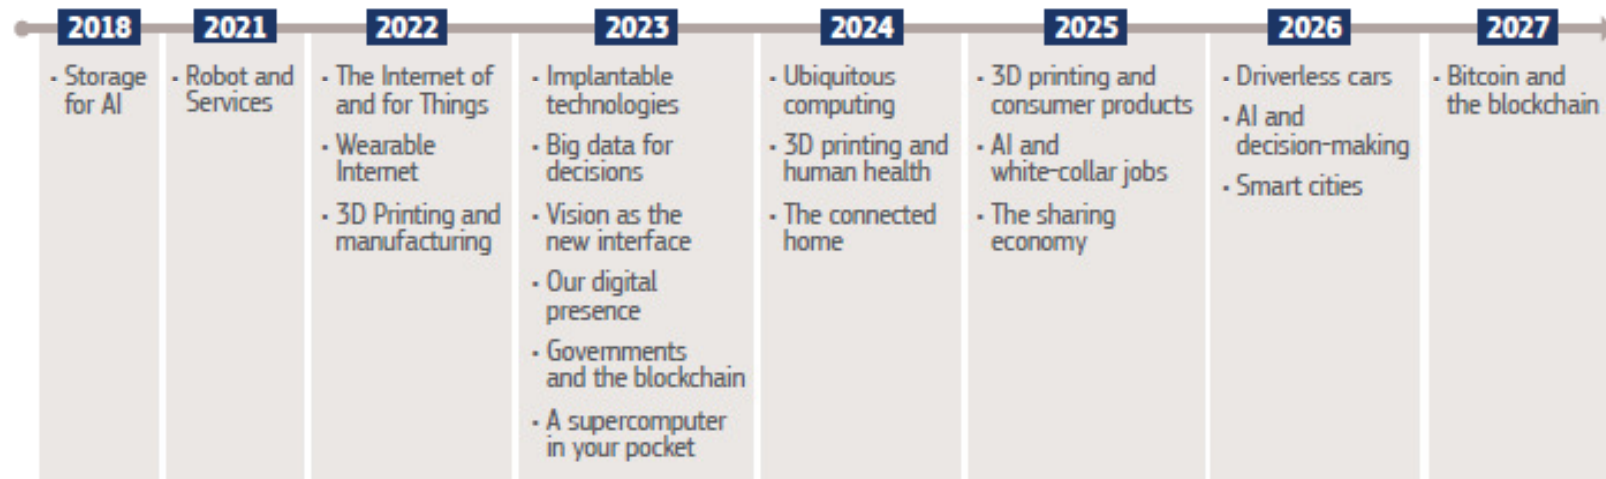 2018
· Storage
for AI
2021
· Robot and
Services
2022
· The Internet of
and for Things
· Wearable
Internet
· 3D Printing and
manufacturing
2023
· Implantable
technologies
· Big data for
decisions
· Vision as the
new interface
· Our digital
presence
· Governments
and the blockchain
· A supercomputer
in your pocket
2024
· Ubiquitous
computing
· 3D printing and
human health
· The connected
home
2025
· 3D printing and
consumer products
· AI and
white-collar jobs
· The sharing
economy
2026
· Driverless cars
· AI and
decision-making
· Smart cities
2027
· Bitcoin and
the blockchain